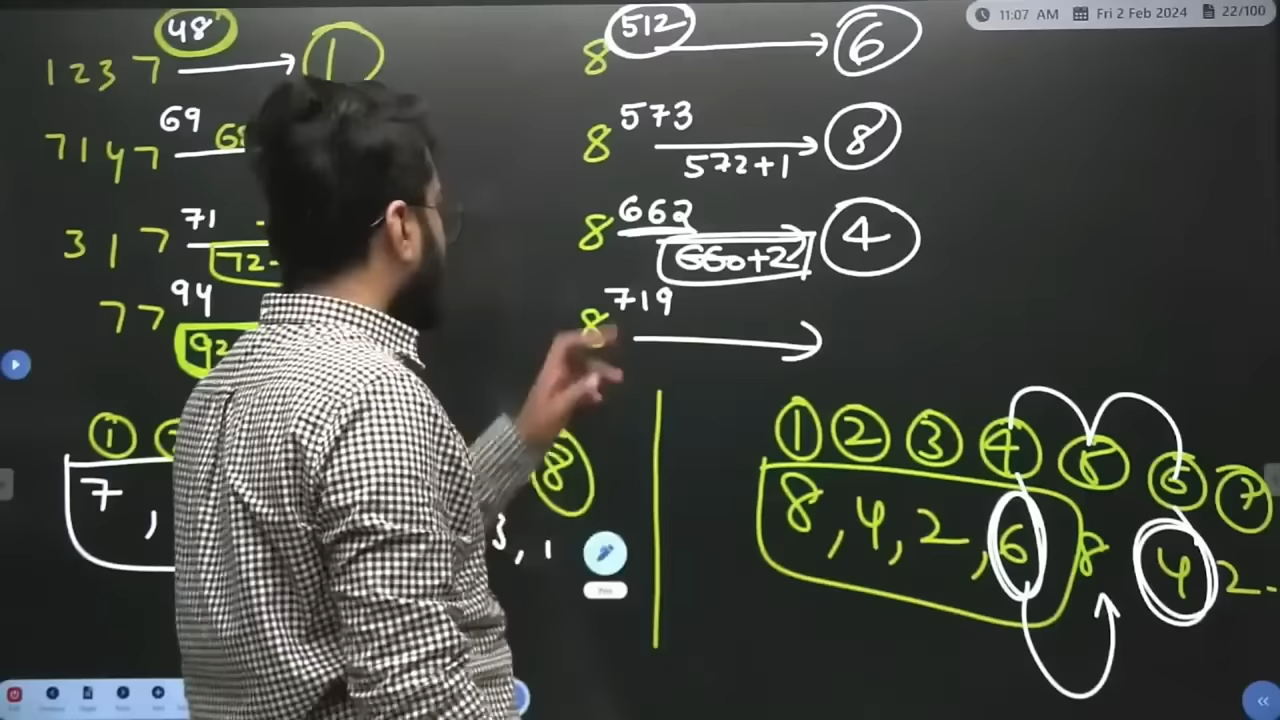 11:07 AM Fri 2 Feb 2024 22/100
1237^48 → 1
7147^69 68
317^71
72-
77^94
92
8^512 → 6
8^573 → 8
572+1
8^662 → 4
660+2
8^719 →
1
7,
8
3, 1
1 2 3 4 5 6 7
8, 4, 2, 6 8 4 2-